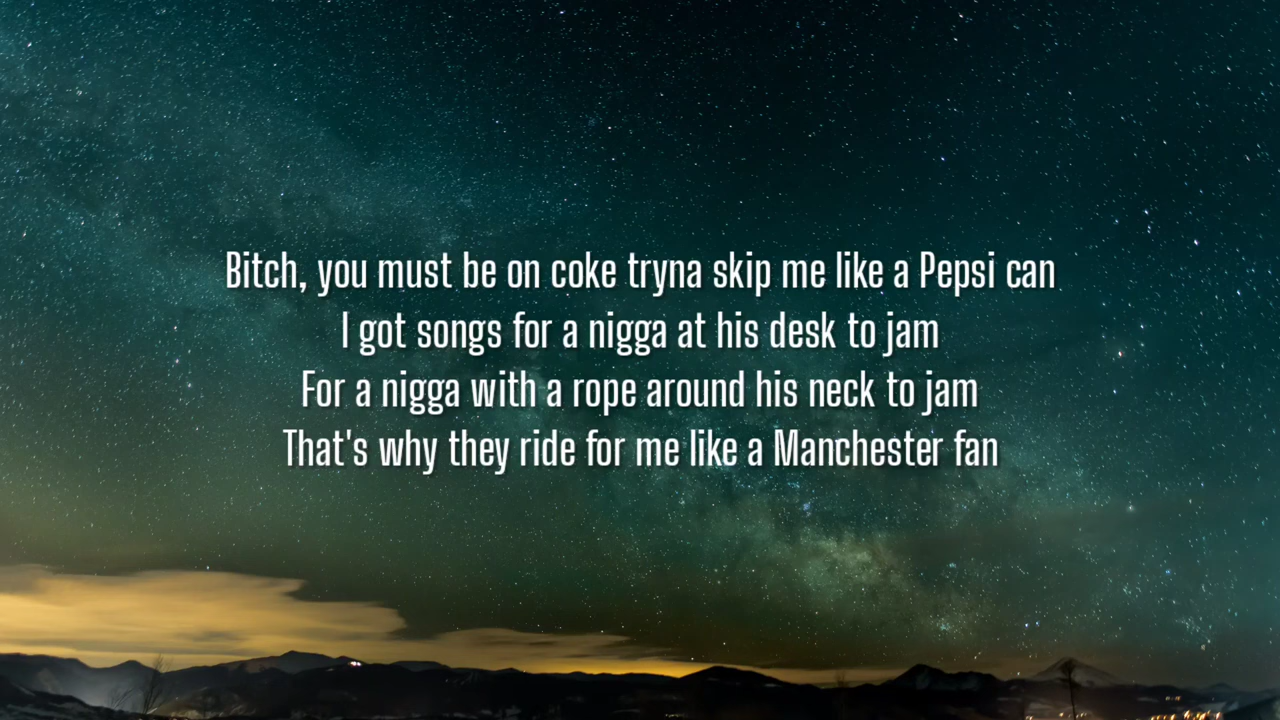 Bitch, you must be on coke tryna skip me like a Pepsi can
I got songs for a nigga at his desk to jam
For a nigga with a rope around his neck to jam
That's why they ride for me like a Manchester fan